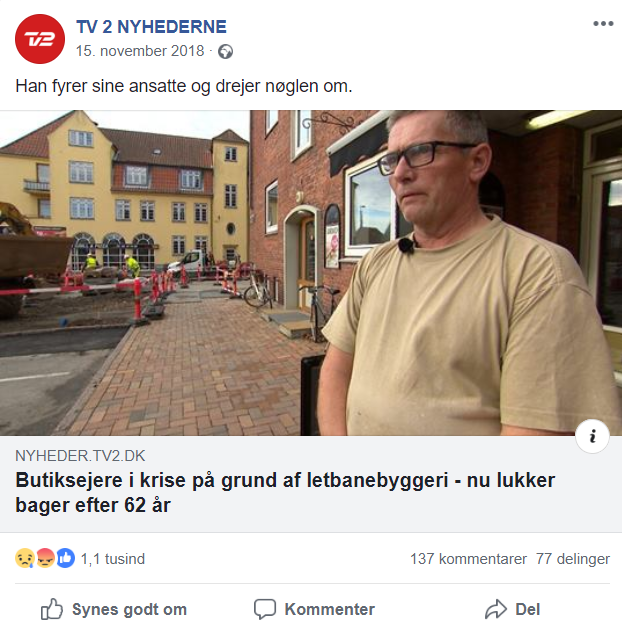 TV 2 NYHEDERNE
15. november 2018 ·
Han fyrer sine ansatte og drejer nøglen om.
NYHEDER.TV2.DK
Butiksejere i krise på grund af letbanebyggeri - nu lukker
bager efter 62 år
1,1 tusind 137 kommentarer 77 delinger
Synes godt om Kommenter Del